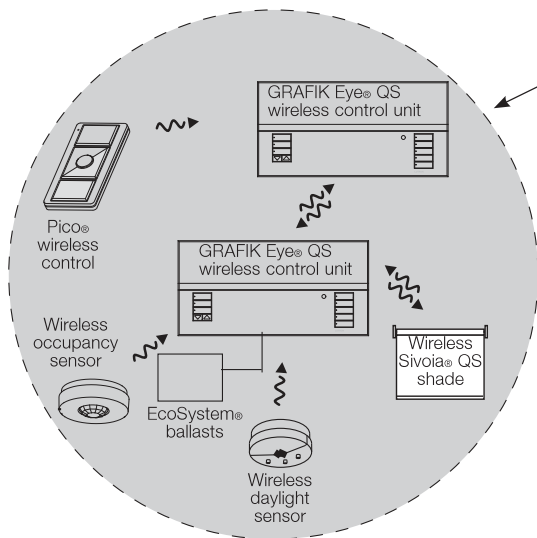 GRAFIK Eye® QS
wireless control unit
Pico®
wireless
control
GRAFIK Eye® QS
wireless control unit
Wireless
occupancy
sensor
Wireless
Sivoia® QS
shade
EcoSystem®
ballasts
Wireless
daylight
sensor